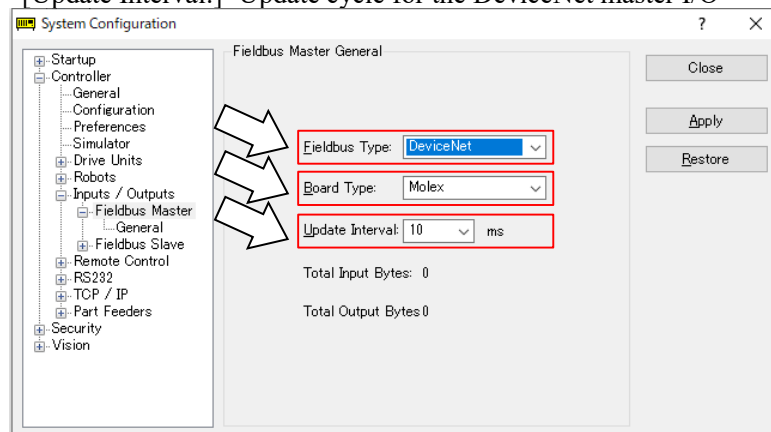 [Update Interval:] Update cycle for the DeviceNet master I/O
System Configuration
? ×
Startup
Controller
General
Configuration
Preferences
Simulator
Drive Units
Robots
Inputs / Outputs
Fieldbus Master
General
Fieldbus Slave
Remote Control
RS232
TCP / IP
Part Feeders
Security
Vision
Fieldbus Master General
Fieldbus Type: DeviceNet
Board Type: Molex
Update Interval: 10 ms
Total Input Bytes: 0
Total Output Bytes 0
Close
Apply
Restore